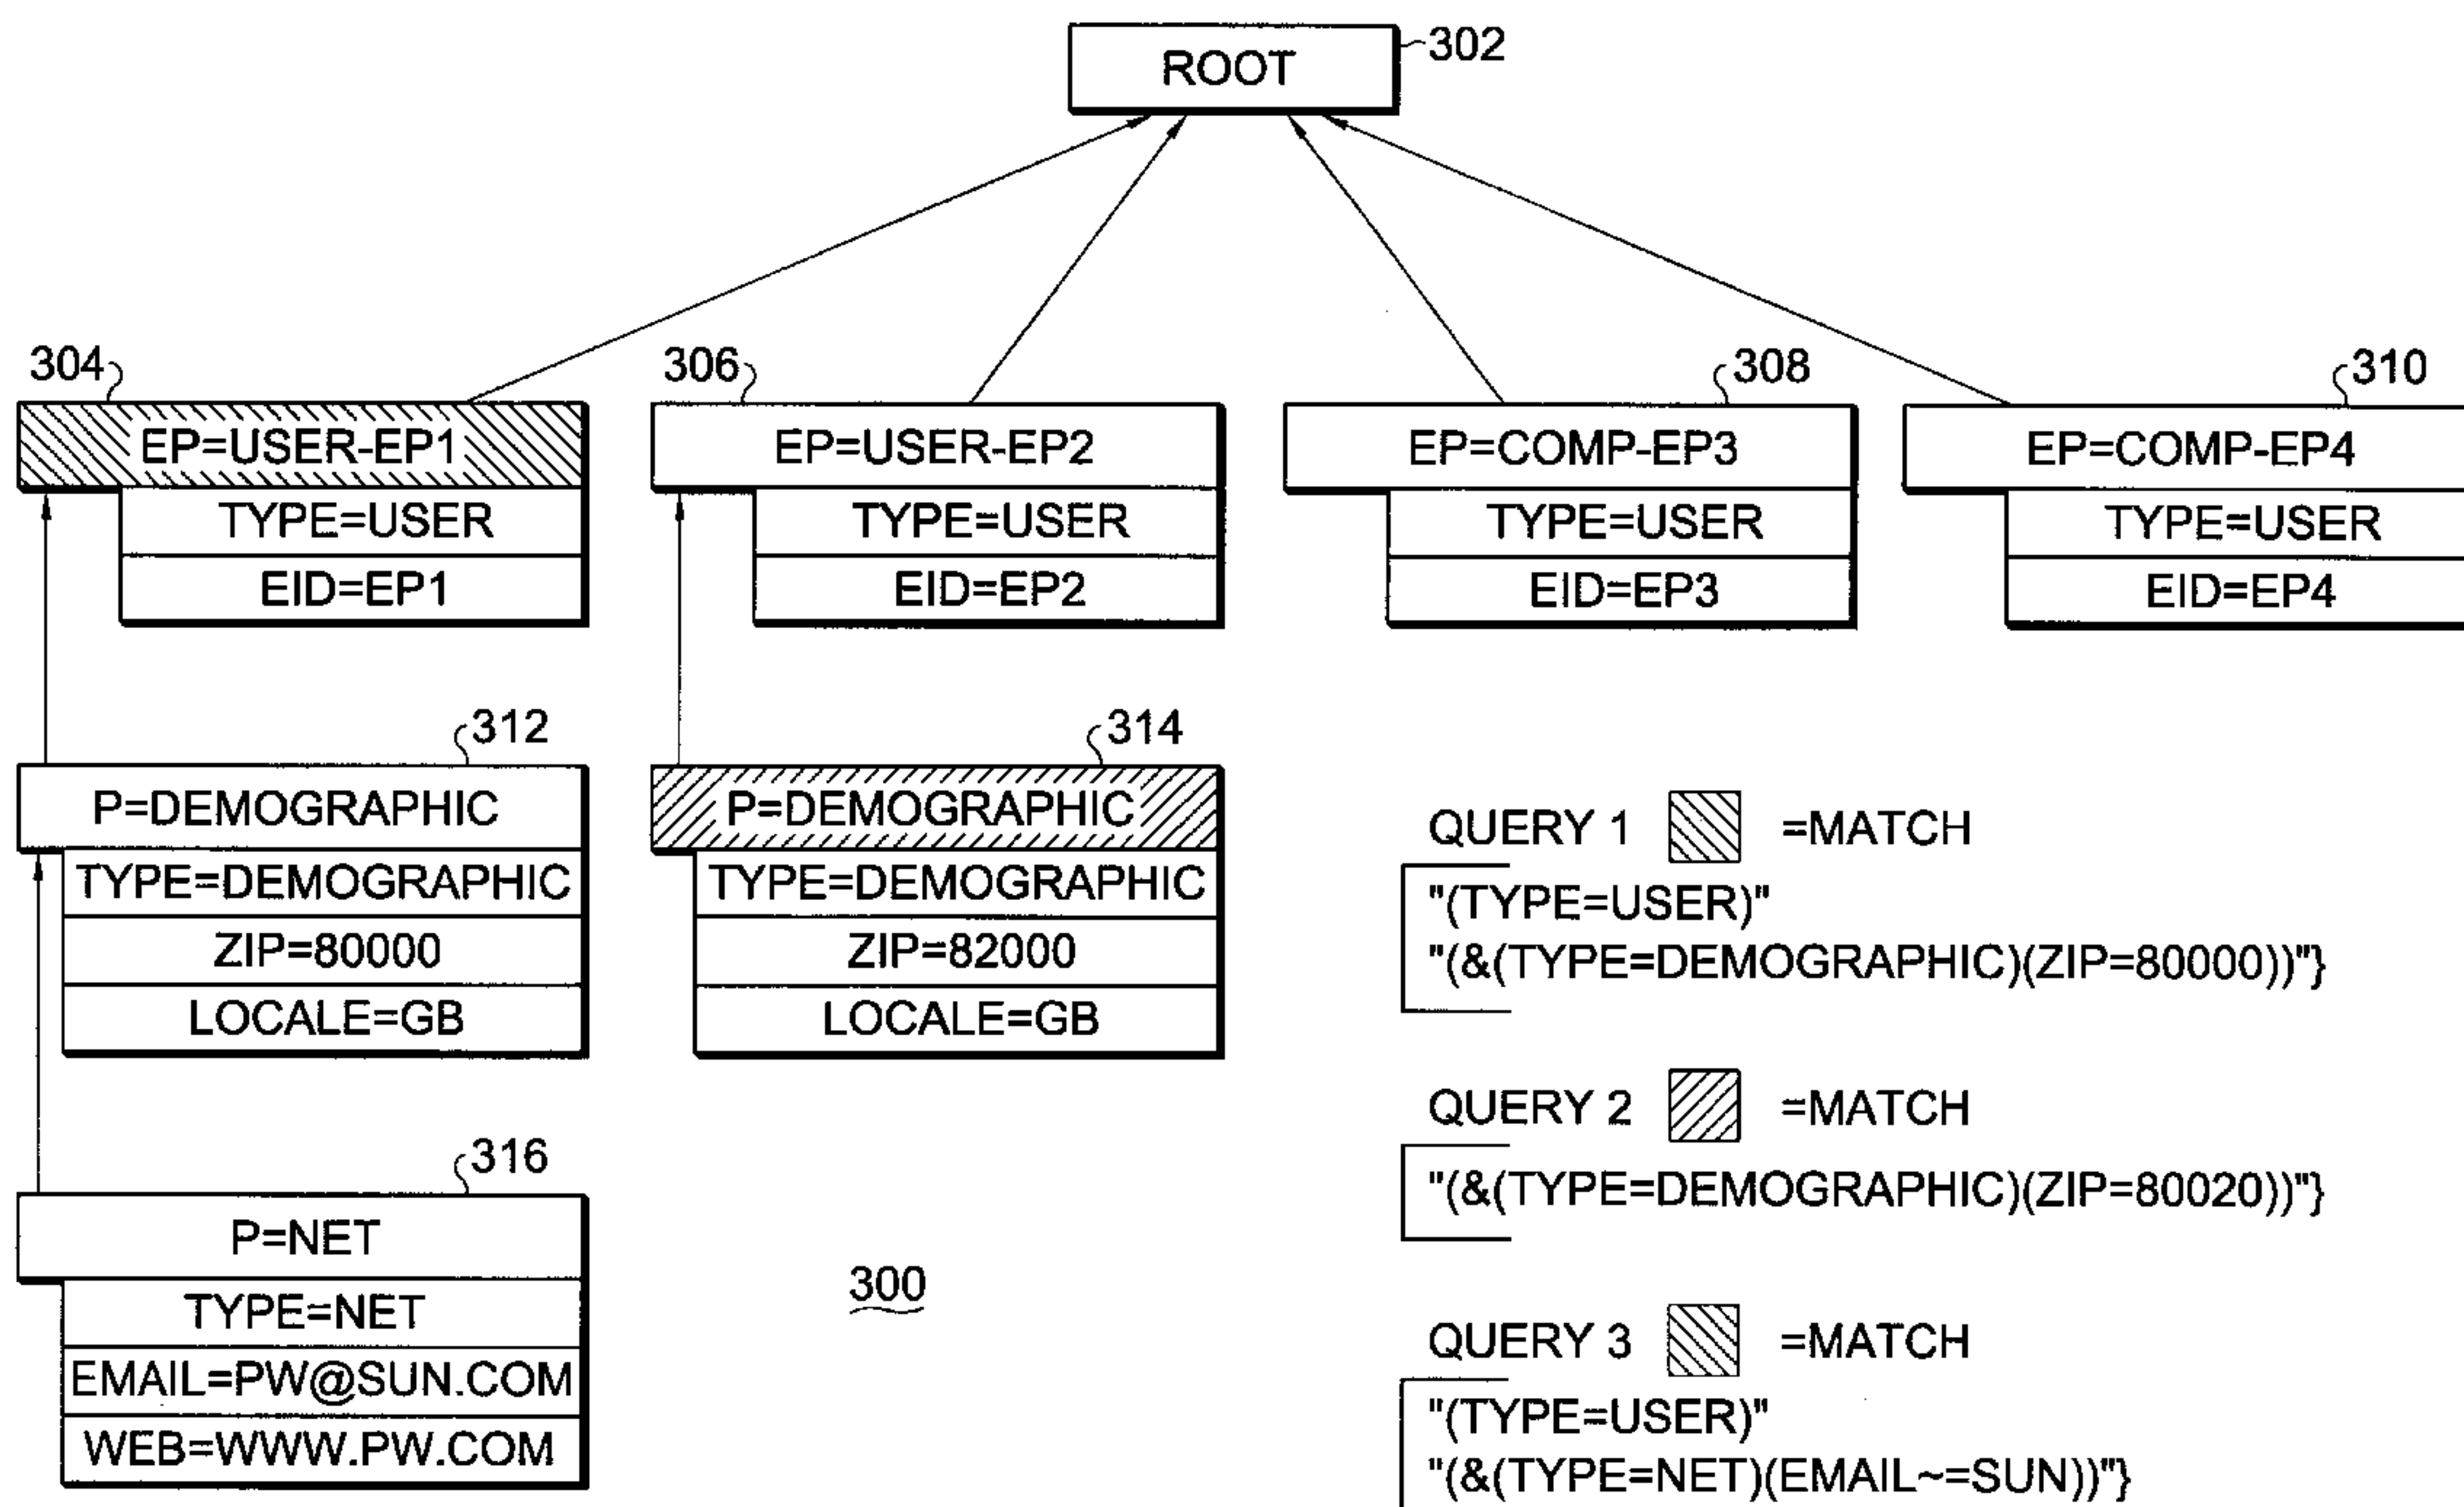 ROOT
302
304
306
308
310
EP=USER-EP1
TYPE=USER
EID=EP1
EP=USER-EP2
TYPE=USER
EID=EP2
EP=COMP-EP3
TYPE=USER
EID=EP3
EP=COMP-EP4
TYPE=USER
EID=EP4
312
P=DEMOGRAPHIC
TYPE=DEMOGRAPHIC
ZIP=80000
LOCALE=GB
314
P=DEMOGRAPHIC
TYPE=DEMOGRAPHIC
ZIP=82000
LOCALE=GB
316
P=NET
TYPE=NET
EMAIL=PW@SUN.COM
WEB=WWW.PW.COM
300
QUERY 1 =MATCH
"(TYPE=USER)"
"(&(TYPE=DEMOGRAPHIC)(ZIP=80000))"}
QUERY 2 =MATCH
"(&(TYPE=DEMOGRAPHIC)(ZIP=80020))"}
QUERY 3 =MATCH
"(TYPE=USER)"
"(&(TYPE=NET)(EMAIL~=SUN))"}